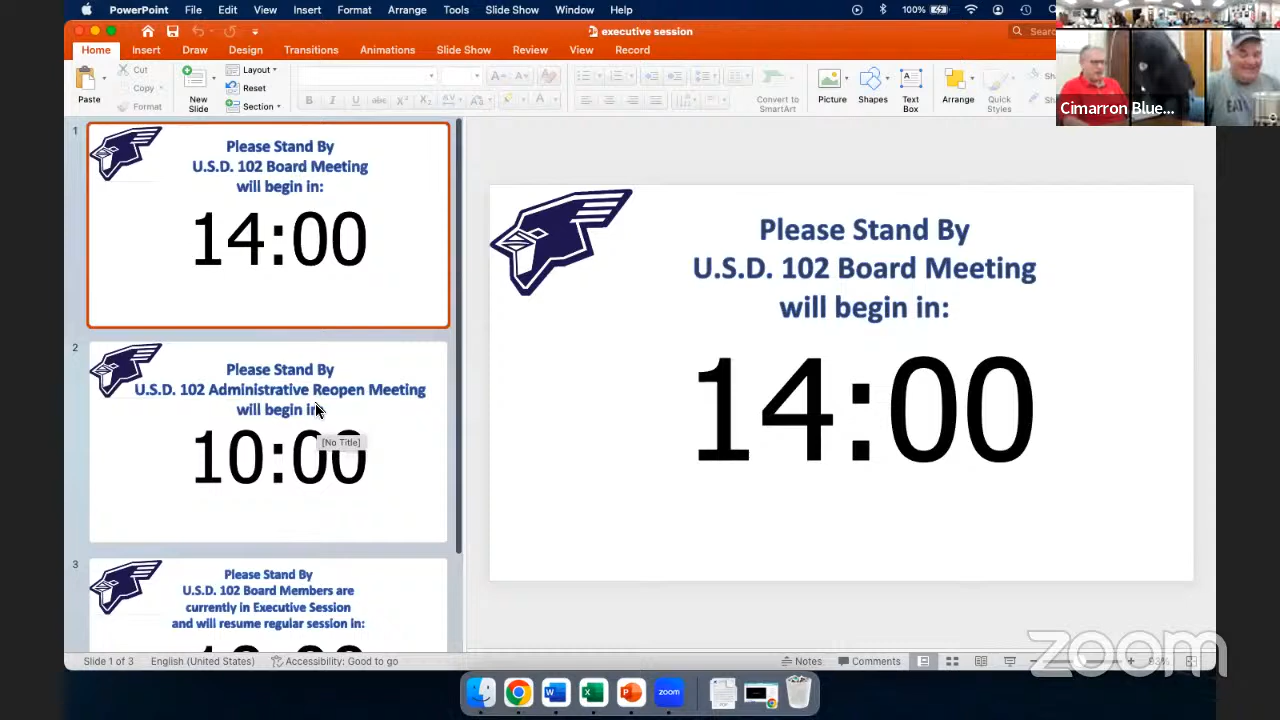 PowerPoint File Edit View Insert Format Arrange Tools Slide Show Window Help 100%
executive session
Home Insert Draw Design Transitions Animations Slide Show Review View Record
Paste Cut Copy Format
New Slide
Layout Reset Section
Convert to SmartArt
Picture Shapes Text Box Arrange Quick Styles
Cimarron Blue...
1
Please Stand By
U.S.D. 102 Board Meeting
will begin in:
14:00
2
Please Stand By
U.S.D. 102 Administrative Reopen Meeting
will begin
[No Title]
10:00
3
Please Stand By
U.S.D. 102 Board Members are
currently in Executive Session
and will resume regular session in:
Please Stand By
U.S.D. 102 Board Meeting
will begin in:
14:00
Slide 1 of 3 English (United States) Accessibility: Good to go Notes Comments
zoom
zoom